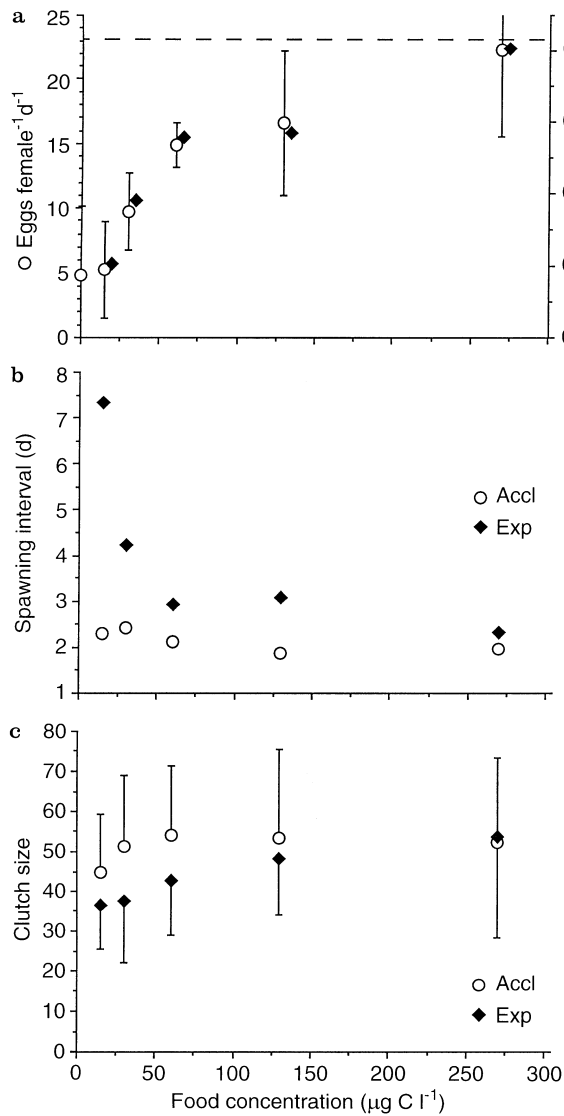 a
25
20
15
10
5
0
O Eggs female⁻¹d⁻¹
b
8
7
6
5
4
3
2
1
Spawning interval (d)
Accl
Exp
c
80
70
60
50
40
30
20
10
0
Clutch size
Accl
Exp
0 50 100 150 200 250 300
Food concentration (μg C l⁻¹)